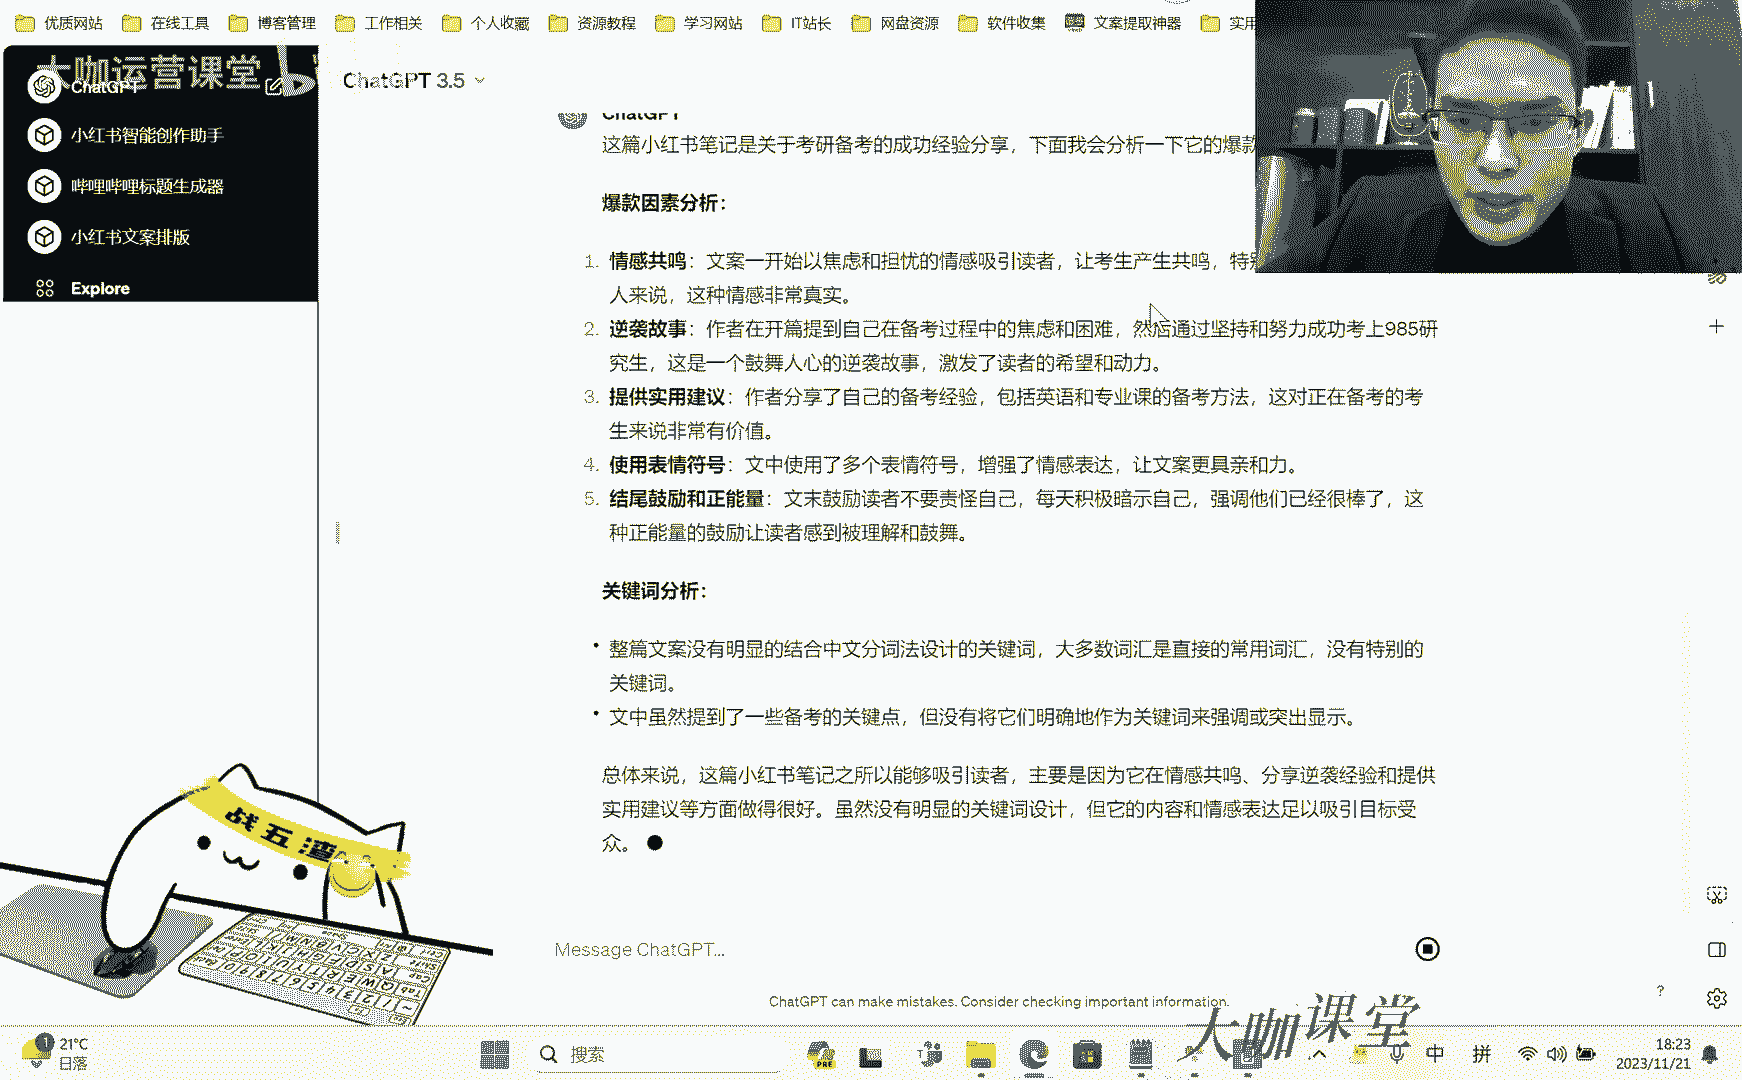 优质网站
在线工具
博客管理
工作相关
个人收藏
资源教程
学习网站
IT站长
网盘资源
软件收集
文案提取神器
实用
大咖运营课堂
ChatGPT
小红书智能创作助手
哔哩哔哩标题生成器
小红书文案排版
Explore
ChatGPT 3.5
ChatGPT
这篇小红书笔记是关于考研备考的成功经验分享，下面我会分析一下它的爆款
爆款因素分析：
1. 情感共鸣：文案一开始以焦虑和担忧的情感吸引读者，让考生产生共鸣，特别
人来说，这种情感非常真实。
2. 逆袭故事：作者在开篇提到自己在备考过程中的焦虑和困难，然后通过坚持和努力成功考上985研
究生，这是一个鼓舞人心的逆袭故事，激发了读者的希望和动力。
3. 提供实用建议：作者分享了自己的备考经验，包括英语和专业课的备考方法，这对正在备考的考
生来说非常有价值。
4. 使用表情符号：文中使用了多个表情符号，增强了情感表达，让文案更具亲和力。
5. 结尾鼓励和正能量：文末鼓励读者不要责怪自己，每天积极暗示自己，强调他们已经很棒了，这
种正能量的鼓励让读者感到被理解和鼓舞。
关键词分析：
• 整篇文案没有明显的结合中文分词法设计的关键词，大多数词汇是直接的常用词汇，没有特别的
关键词。
• 文中虽然提到了一些备考的关键点，但没有将它们明确地作为关键词来强调或突出显示。
总体来说，这篇小红书笔记之所以能够吸引读者，主要是因为它在情感共鸣、分享逆袭经验和提供
实用建议等方面做得很好。虽然没有明显的关键词设计，但它的内容和情感表达足以吸引目标受
众。
战五渣
Message ChatGPT...
ChatGPT can make mistakes. Consider checking important information.
?
大咖课堂
1
21°C
日落
搜索
PRE
中
拼
18:23
2023/11/21